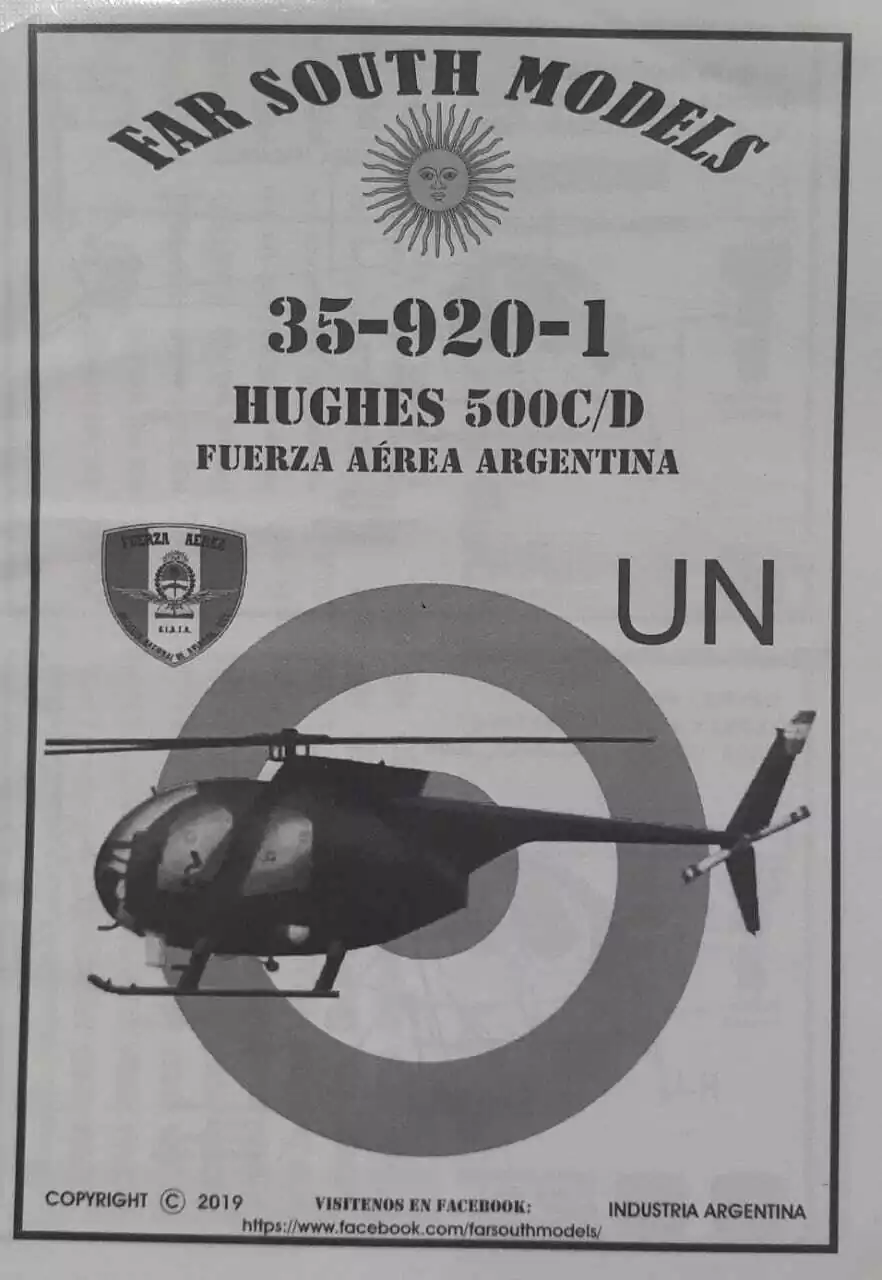 FAR SOUTH MODELS
35-920-1
HUGHES 500C/D
FUERZA AÉREA ARGENTINA
FUERZA AEREA
UN
COPYRIGHT © 2019
VISITENOS EN FACEBOOK:
https://www.facebook.com/farsouthmodels/
INDUSTRIA ARGENTINA